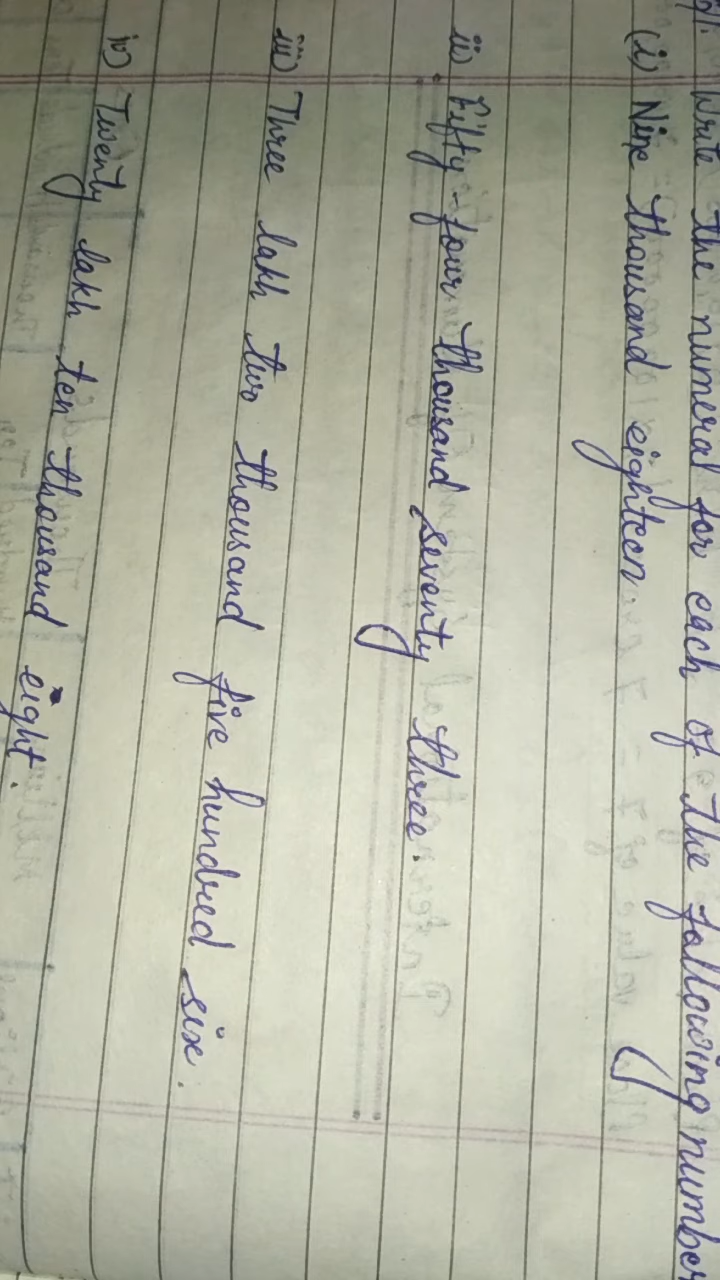 Write the numeral for each of the following number
(i) Nine thousand eighteen
ii) Fifty-four thousand seventy three.
iii) Three lakh two thousand five hundred six.
iv) Twenty lakh ten thousand eight.